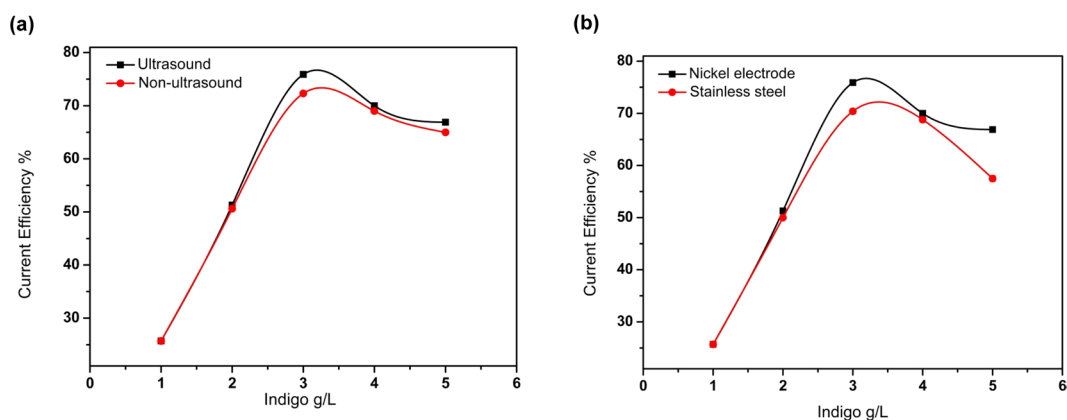 (a)
80
70
60
50
40
30
0 1 2 3 4 5 6
Current Efficiency %
Indigo g/L
Ultrasound
Non-ultrasound
(b)
80
70
60
50
40
30
0 1 2 3 4 5 6
Current Efficiency %
Indigo g/L
Nickel electrode
Stainless steel